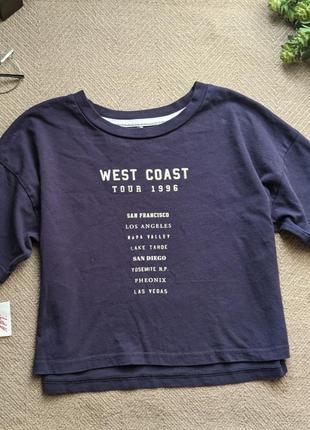 WEST COAST
TOUR 1996
SAN FRANCISCO
LOS ANGELES
NAPA VALLEY
LAKE TAHOE
SAN DIEGO
YOSEMITE N.P.
PHEONIX
LAS VEGAS